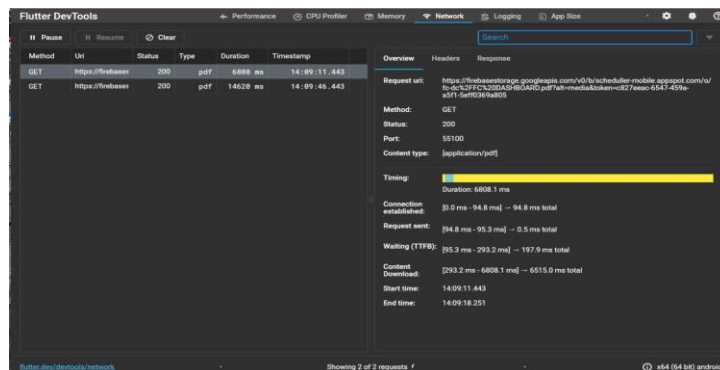 Flutter DevTools
Performance
CPU Profiler
Memory
Network
Logging
App Size
Pause
Resume
Clear
Search
Method Uri Status Type Duration Timestamp
GET https://firebases 200 pdf 6808 ms 14:09:11.443
GET https://firebases 200 pdf 14620 ms 14:09:46.443
Overview Headers Response
Request uri: https://firebasestorage.googleapis.com/v0/b/scheduller-mobile.appspot.com/o/
fc-dc%2FFC%20DASHBOARD.pdf?alt=media&token=c827eeac-6547-459a-
a5f1-5eff0369a805
Method: GET
Status: 200
Port: 55100
Content type: [application/pdf]
Timing:
Duration: 6808.1 ms
Connection established: [0.0 ms - 94.8 ms] → 94.8 ms total
Request sent: [94.8 ms - 95.3 ms] → 0.5 ms total
Waiting (TTFB): [95.3 ms - 293.2 ms] → 197.9 ms total
Content Download: [293.2 ms - 6808.1 ms] → 6515.0 ms total
Start time: 14:09:11.443
End time: 14:09:18.251
flutter.dev/devtools/network
Showing 2 of 2 requests
x64 (64 bit) android